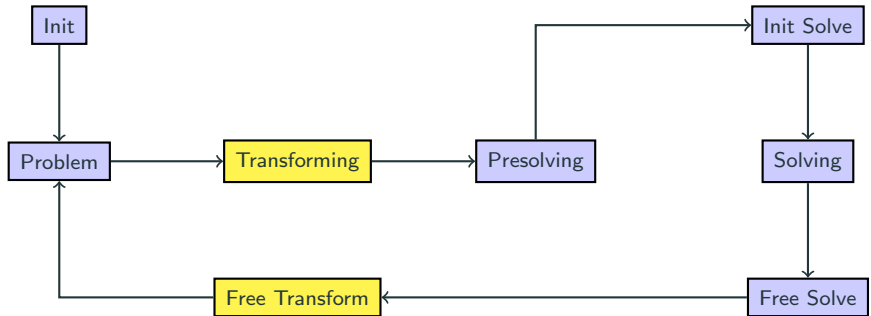 Init
Init Solve
Problem
Transforming
Presolving
Solving
Free Transform
Free Solve